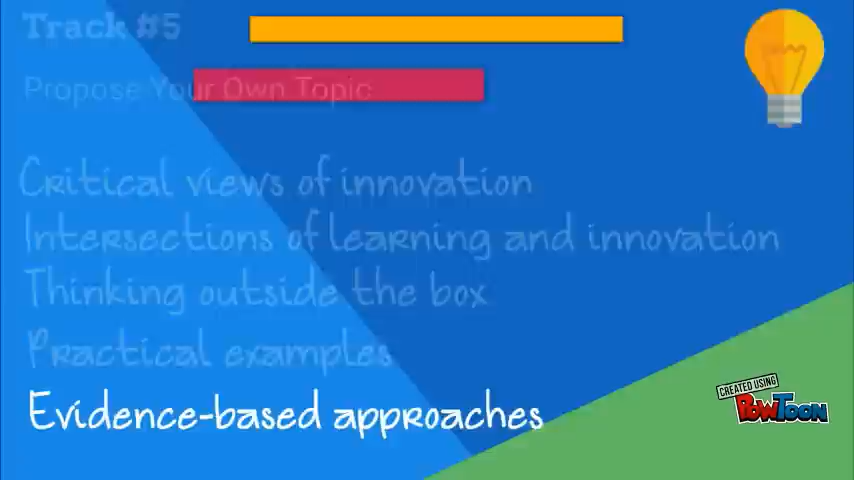 Track #5
Propose Your Own Topic
Critical views of innovation
Intersections of learning and innovation
Thinking outside the box
Practical examples
Evidence-based approaches
CREATED USING
POWTOON